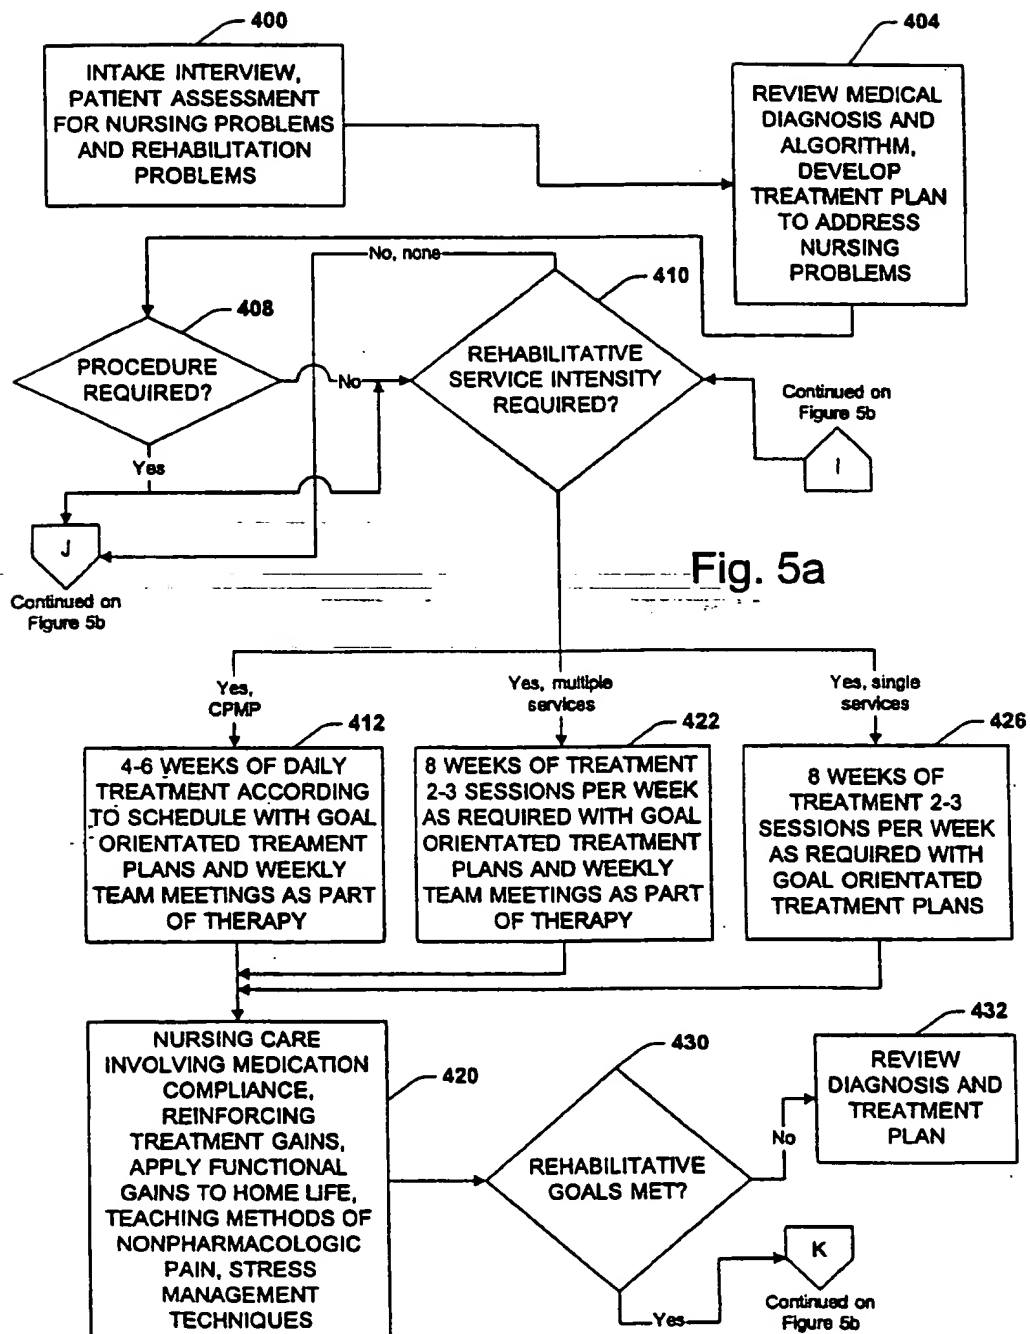 400
INTAKE INTERVIEW,
PATIENT ASSESSMENT
FOR NURSING PROBLEMS
AND REHABILITATION
PROBLEMS
404
REVIEW MEDICAL
DIAGNOSIS AND
ALGORITHM,
DEVELOP
TREATMENT PLAN
TO ADDRESS
NURSING
PROBLEMS
No, none
410
408
PROCEDURE
REQUIRED?
No
REHABILITATIVE
SERVICE INTENSITY
REQUIRED?
Continued on
Figure 5b
I
Yes
J
Continued on
Figure 5b
Fig. 5a
Yes,
CPMP
Yes, multiple
services
Yes, single
services
412
4-6 WEEKS OF DAILY
TREATMENT ACCORDING
TO SCHEDULE WITH GOAL
ORIENTATED TREAMENT
PLANS AND WEEKLY
TEAM MEETINGS AS PART
OF THERAPY
422
8 WEEKS OF TREATMENT
2-3 SESSIONS PER WEEK
AS REQUIRED WITH GOAL
ORIENTATED TREATMENT
PLANS AND WEEKLY
TEAM MEETINGS AS PART
OF THERAPY
426
8 WEEKS OF
TREATMENT 2-3
SESSIONS PER WEEK
AS REQUIRED WITH
GOAL ORIENTATED
TREATMENT PLANS
NURSING CARE
INVOLVING MEDICATION
COMPLIANCE,
REINFORCING
TREATMENT GAINS,
APPLY FUNCTIONAL
GAINS TO HOME LIFE,
TEACHING METHODS OF
NONPHARMACOLOGIC
PAIN, STRESS
MANAGEMENT
TECHNIQUES
420
430
REHABILITATIVE
GOALS MET?
No
432
REVIEW
DIAGNOSIS AND
TREATMENT
PLAN
Yes
K
Continued on
Figure 5b